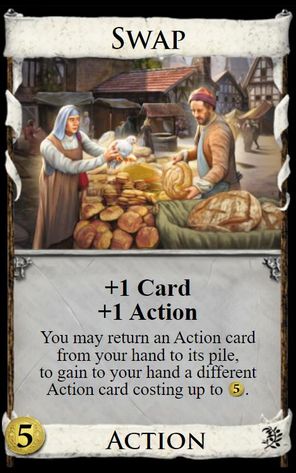 SWAP
+1 Card
+1 Action
You may return an Action card
from your hand to its pile,
to gain to your hand a different
Action card costing up to 5.
5
ACTION